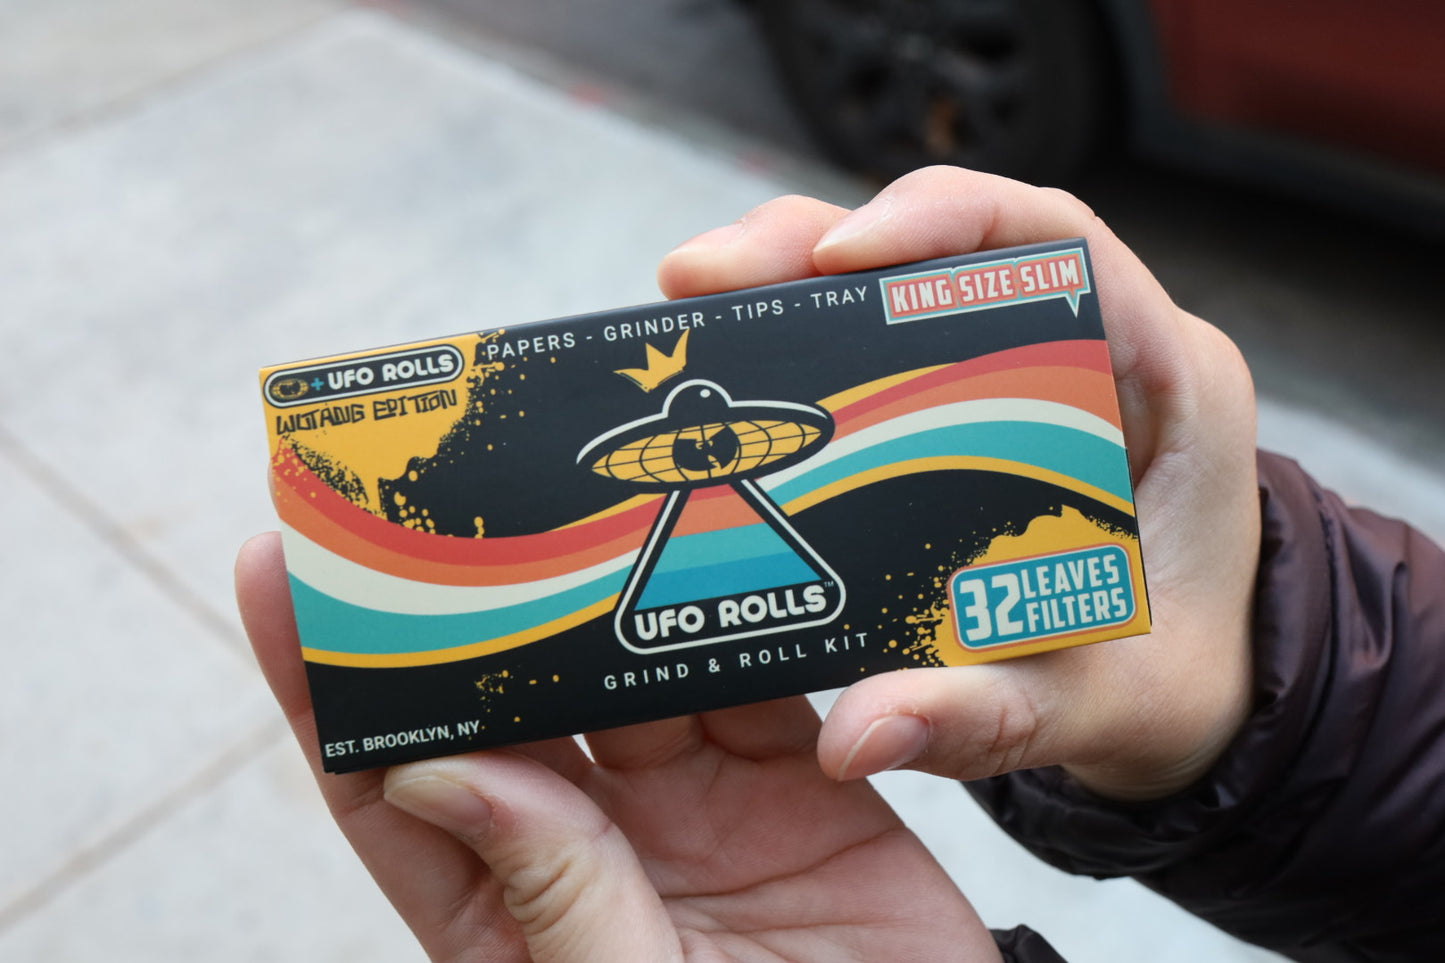 PAPERS - GRINDER - TIPS - TRAY
KING SIZE SLIM
+ UFO ROLLS
WUTANG EDITION
UFO ROLLS™
GRIND & ROLL KIT
32 LEAVES
FILTERS
EST. BROOKLYN, NY